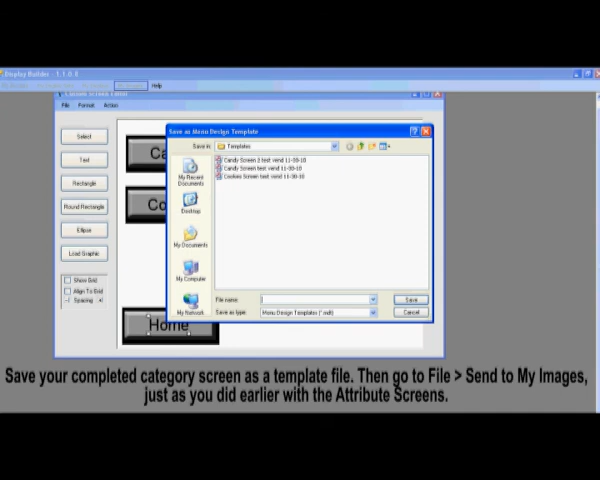 Display Builder - 1.1.0.8
Help
Custom Screen Editor
File Format Action
Select
Text
Rectangle
Round Rectangle
Ellipse
Load Graphic
Show Grid
Align To Grid
Spacing
Ca
Co
Home
Save as Menu Design Template
Save in:
Templates
My Recent
Documents
Desktop
My Documents
My Computer
My Network
Candy Screen 2 test vend 11-30-10
Candy Screen test vend 11-30-10
Cookies Screen test vend 11-30-10
File name:
Save
Save as type:
Menu Design Templates (*.mdt)
Cancel
Save your completed category screen as a template file. Then go to File > Send to My Images,
just as you did earlier with the Attribute Screens.